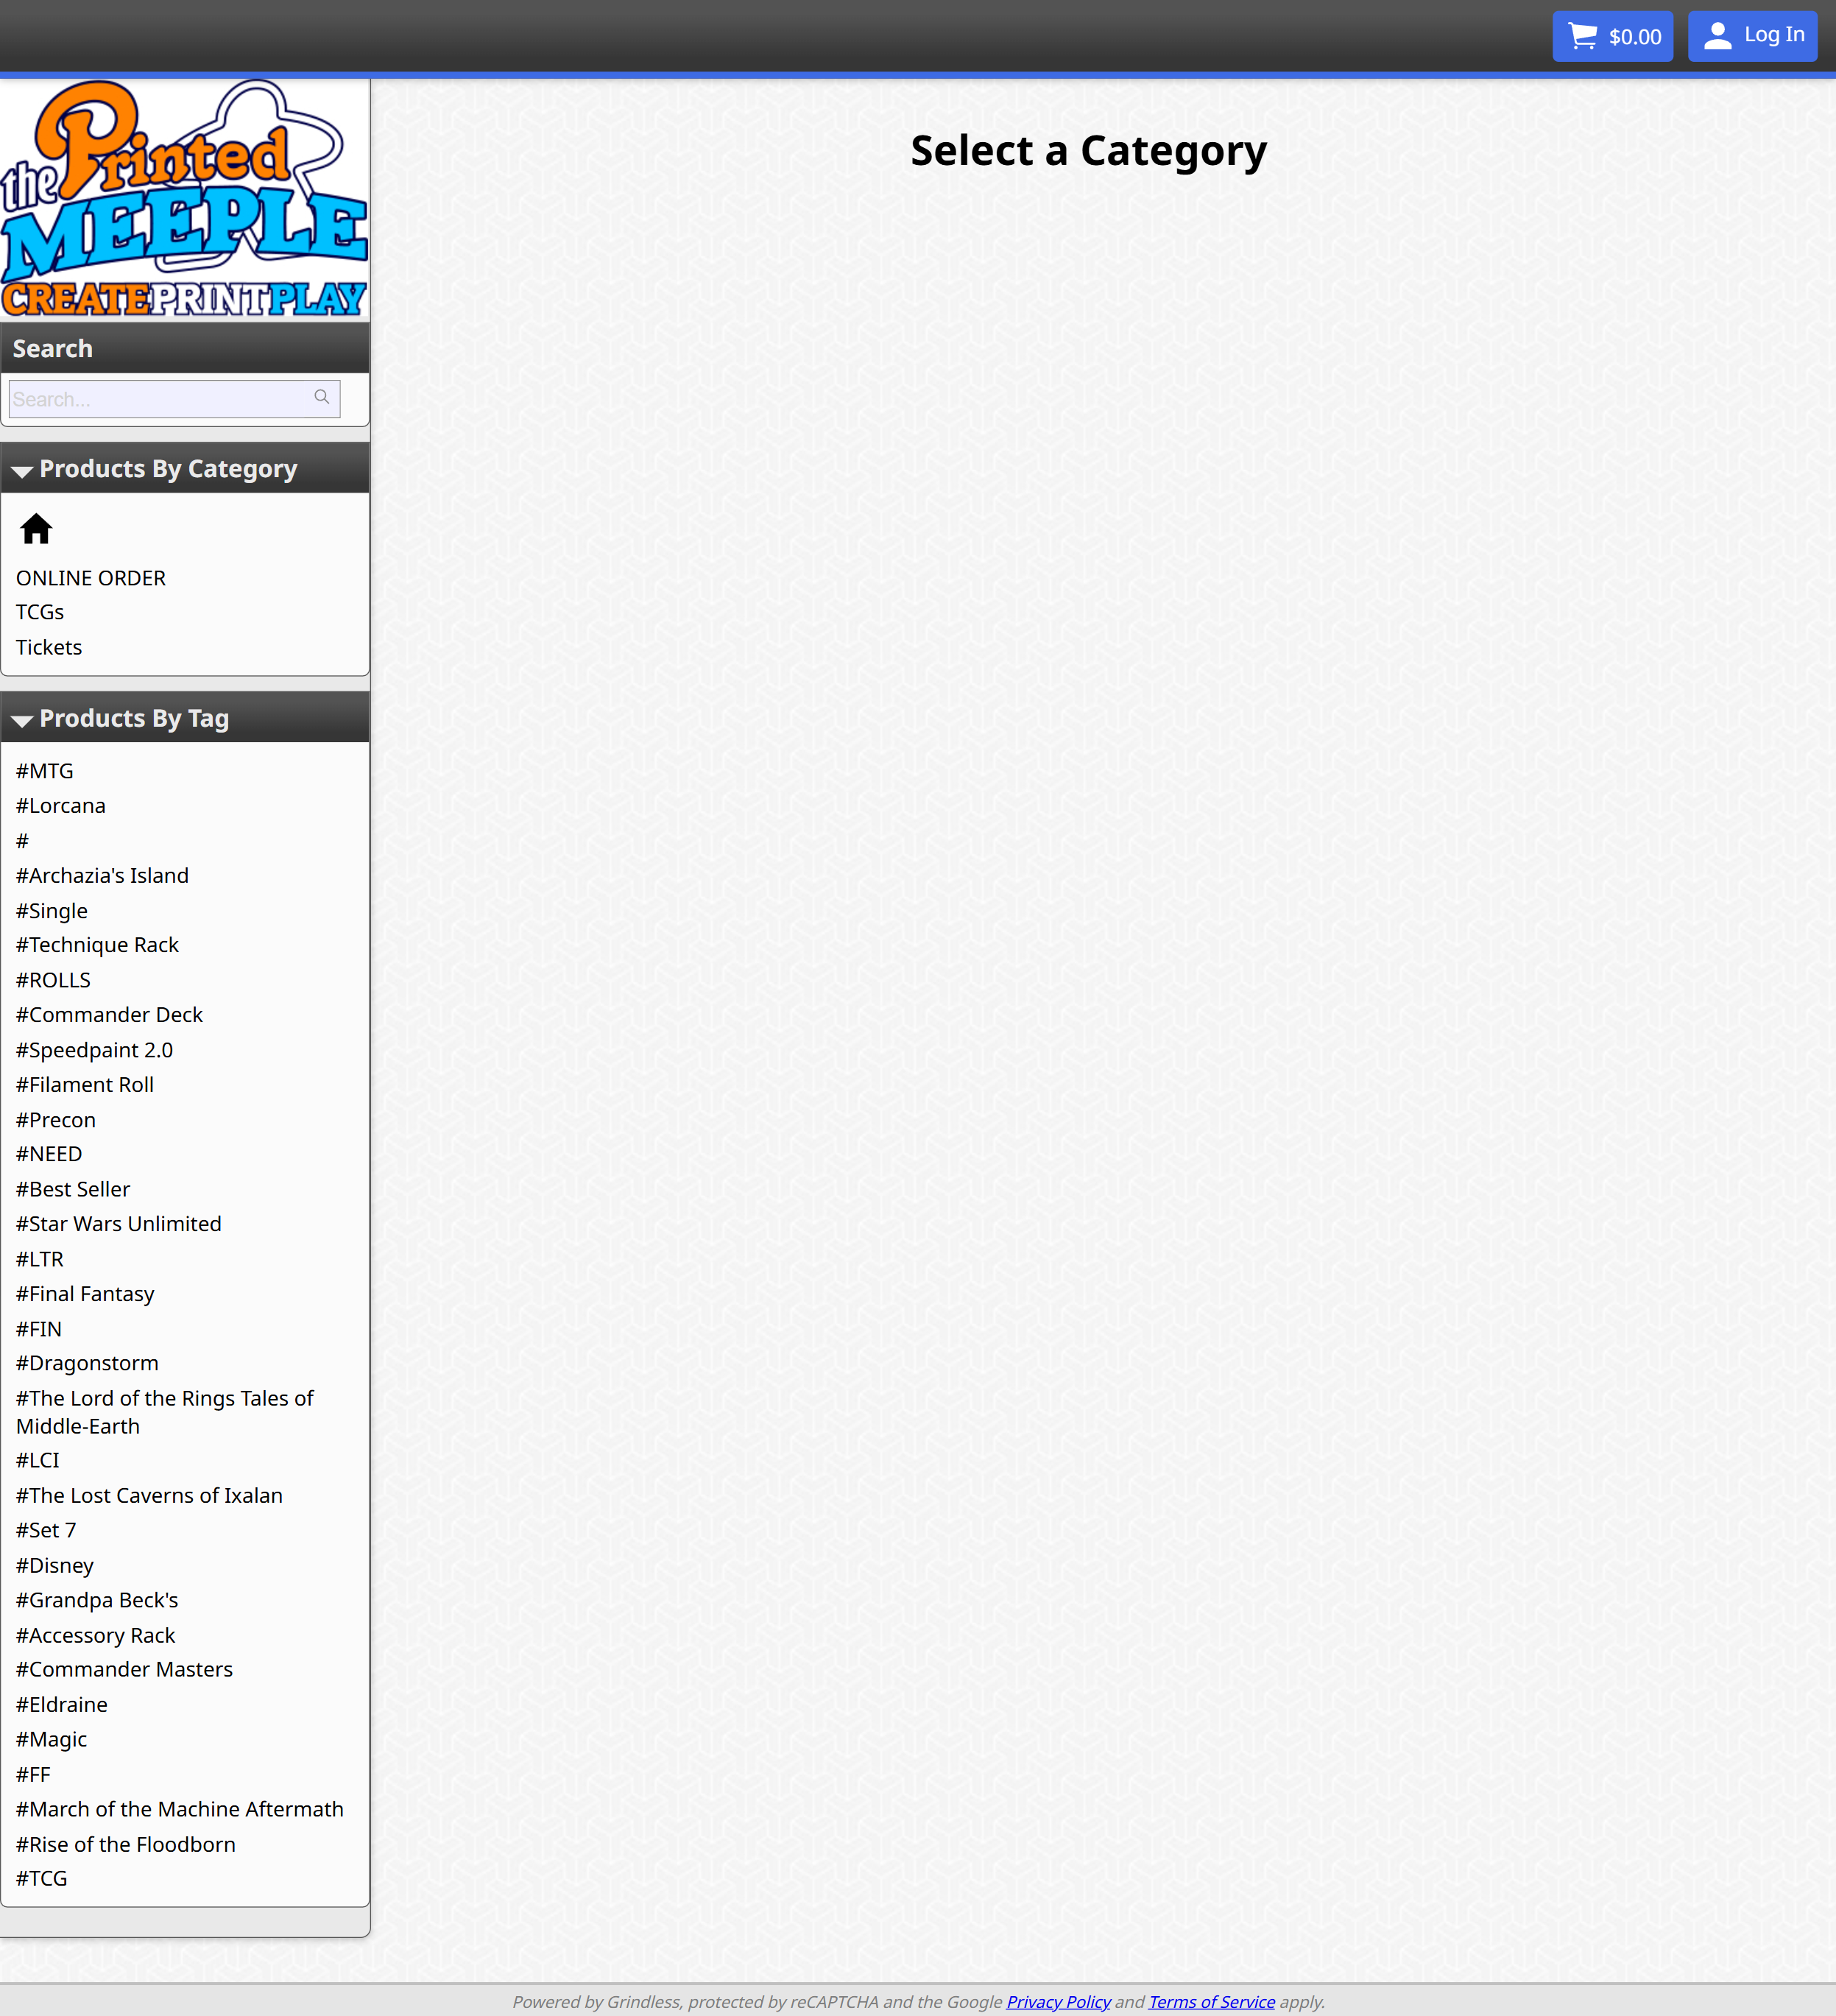 $0.00
Log In
the Printed
MEEPLE
CREATEPRINTPLAY
Select a Category
Search
Search...
Products By Category
ONLINE ORDER
TCGs
Tickets
Products By Tag
#MTG
#Lorcana
#
#Archazia's Island
#Single
#Technique Rack
#ROLLS
#Commander Deck
#Speedpaint 2.0
#Filament Roll
#Precon
#NEED
#Best Seller
#Star Wars Unlimited
#LTR
#Final Fantasy
#FIN
#Dragonstorm
#The Lord of the Rings Tales of
Middle-Earth
#LCI
#The Lost Caverns of Ixalan
#Set 7
#Disney
#Grandpa Beck's
#Accessory Rack
#Commander Masters
#Eldraine
#Magic
#FF
#March of the Machine Aftermath
#Rise of the Floodborn
#TCG
Powered by Grindless, protected by reCAPTCHA and the Google Privacy Policy and Terms of Service apply.